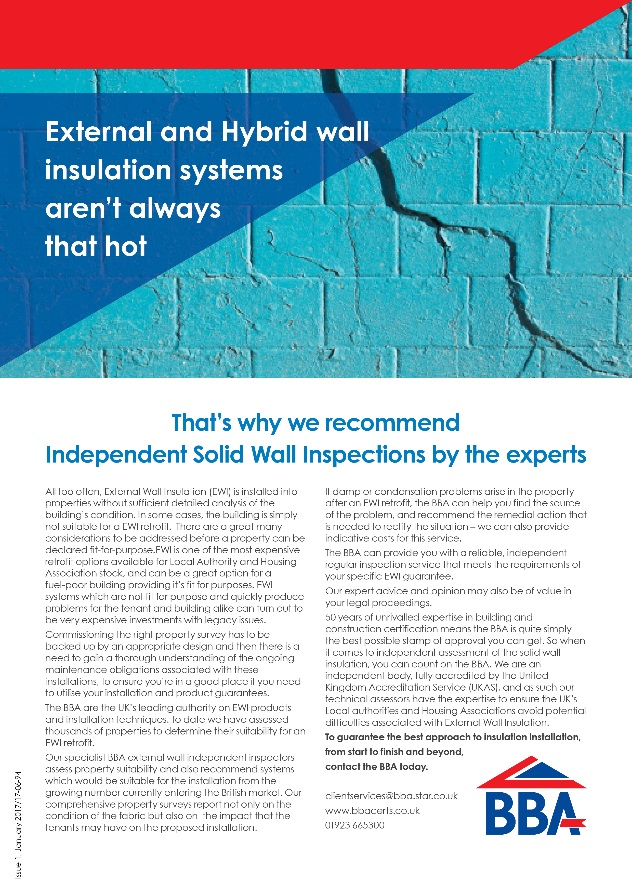 External and Hybrid wall
insulation systems
aren't always
that hot
That's why we recommend
Independent Solid Wall Inspections by the experts
All too often, External Wall Insulation (EWI) is installed into
properties without sufficient detailed analysis of the
building's condition. In some cases, the building is simply
not suitable for a EWI retrofit. There are a great many
considerations to be addressed before a property can be
declared fit-for-purpose.EWI is one of the most expensive
retrofit options available for Local Authority and Housing
Association stock, and can be a great option for a
fuel-poor building providing it's fit for purposes. EWI
systems which are not fit for purpose and quickly produce
problems for the tenant and building alike can turn out to
be very expensive investments with legacy issues.
Commissioning the right property survey has to be
backed up by an appropriate design and then there is a
need to gain a thorough understanding of the ongoing
maintenance obligations associated with these
installations, to ensure you're in a good place if you need
to utilise your installation and product guarantees.
The BBA are the UK's leading authority on EWI products
and installation techniques. To date we have assessed
thousands of properties to determine their suitability for an
EWI retrofit.
Our specialist BBA external wall independent inspectors
assess property suitability and also recommend systems
which would be suitable for the installation from the
growing number currently entering the British market. Our
comprehensive property surveys report not only on the
condition of the fabric but also on the impact that the
tenants may have on the proposed installation.
If damp or condensation problems arise in the property
after an EWI retrofit, the BBA can help you find the source
of the problem, and recommend the remedial action that
is needed to rectify the situation – we can also provide
indicative costs for this service.
The BBA can provide you with a reliable, independent
regular inspection service that meets the requirements of
your specific EWI guarantee.
Our expert advice and opinion may also be of value in
your legal proceedings.
50 years of unrivalled expertise in building and
construction certification means the BBA is quite simply
the best possible stamp of approval you can get. So when
it comes to independent assessment of the solid wall
insulation, you can count on the BBA. We are an
independent body, fully accredited by the United
Kingdom Accreditation Service (UKAS), and as such our
technical assessors have the expertise to ensure the UK's
Local authorities and Housing Associations avoid potential
difficulties associated with External Wall Insulation.
To guarantee the best approach to insulation installation,
from start to finish and beyond,
contact the BBA today.
clientservices@bba.star.co.uk
www.bbacerts.co.uk
01923 665300
BBA
Issue 1 January 2017/17-06-94